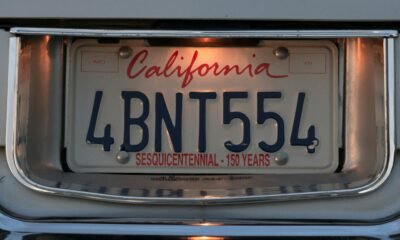 California
4BNT554
SESQUICENTENNIAL - 150 YEARS